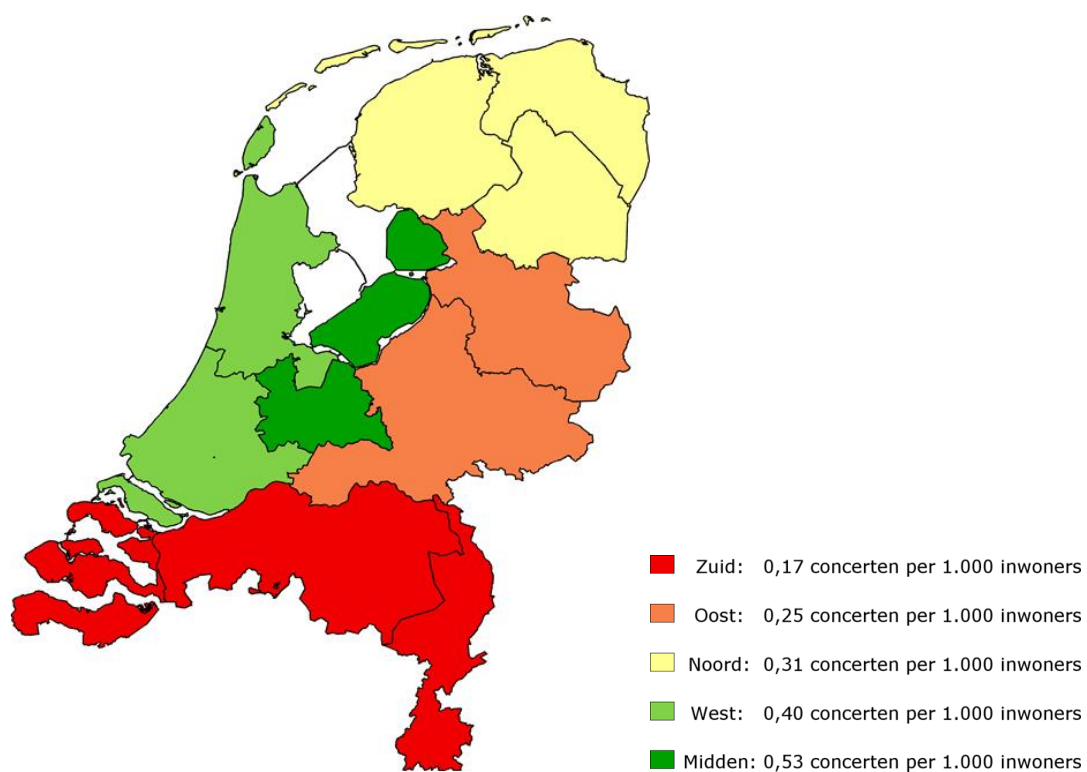 Zuid: 0,17 concerten per 1.000 inwoners
Oost: 0,25 concerten per 1.000 inwoners
Noord: 0,31 concerten per 1.000 inwoners
West: 0,40 concerten per 1.000 inwoners
Midden: 0,53 concerten per 1.000 inwoners